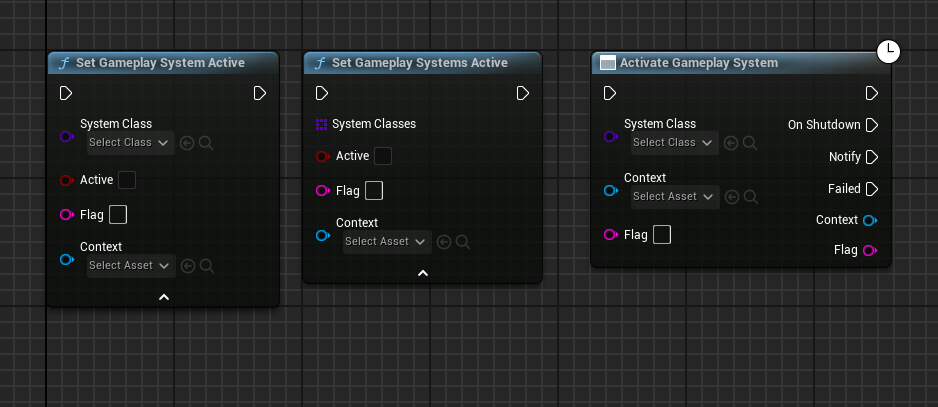 Set Gameplay System Active
System Class
Select Class
Active
Flag
Context
Select Asset
Set Gameplay Systems Active
System Classes
Active
Flag
Context
Select Asset
Activate Gameplay System
System Class
Select Class
Context
Select Asset
Flag
On Shutdown
Notify
Failed
Context
Flag